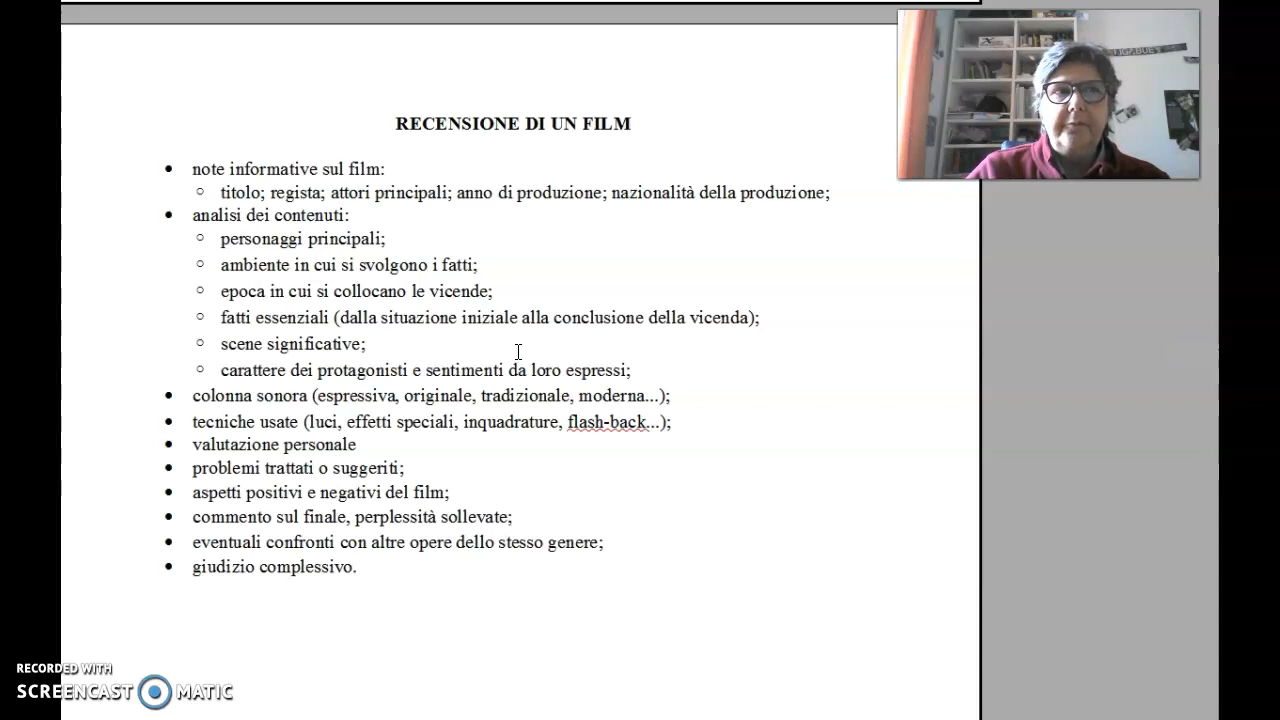 RECENSIONE DI UN FILM
• note informative sul film:
○ titolo; regista; attori principali; anno di produzione; nazionalità della produzione;
• analisi dei contenuti:
○ personaggi principali;
○ ambiente in cui si svolgono i fatti;
○ epoca in cui si collocano le vicende;
○ fatti essenziali (dalla situazione iniziale alla conclusione della vicenda);
○ scene significative;
○ carattere dei protagonisti e sentimenti da loro espressi;
• colonna sonora (espressiva, originale, tradizionale, moderna...);
• tecniche usate (luci, effetti speciali, inquadrature, flash-back...);
• valutazione personale
• problemi trattati o suggeriti;
• aspetti positivi e negativi del film;
• commento sul finale, perplessità sollevate;
• eventuali confronti con altre opere dello stesso genere;
• giudizio complessivo.
RECORDED WITH
SCREENCAST MATIC